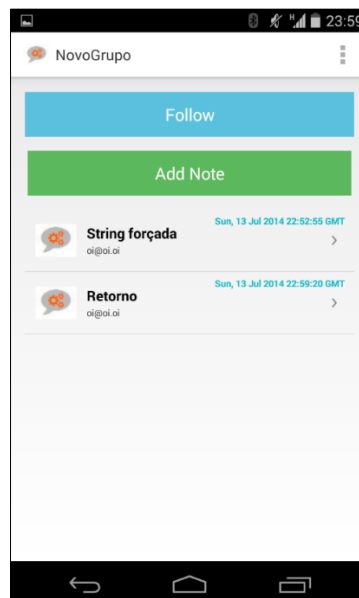 H 23:59
NovoGrupo
Follow
Add Note
Sun, 13 Jul 2014 22:52:55 GMT
String forçada
oi@oi.oi
Sun, 13 Jul 2014 22:59:20 GMT
Retorno
oi@oi.oi